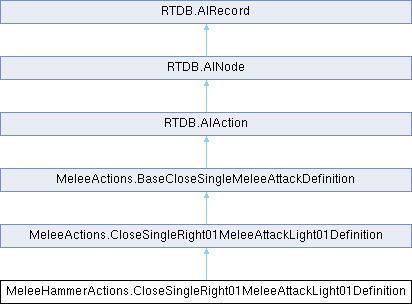 RTDB.AIRecord
RTDB.AINode
RTDB.AIAction
MeleeActions.BaseCloseSingleMeleeAttackDefinition
MeleeActions.CloseSingleRight01MeleeAttackLight01Definition
MeleeHammerActions.CloseSingleRight01MeleeAttackLight01Definition